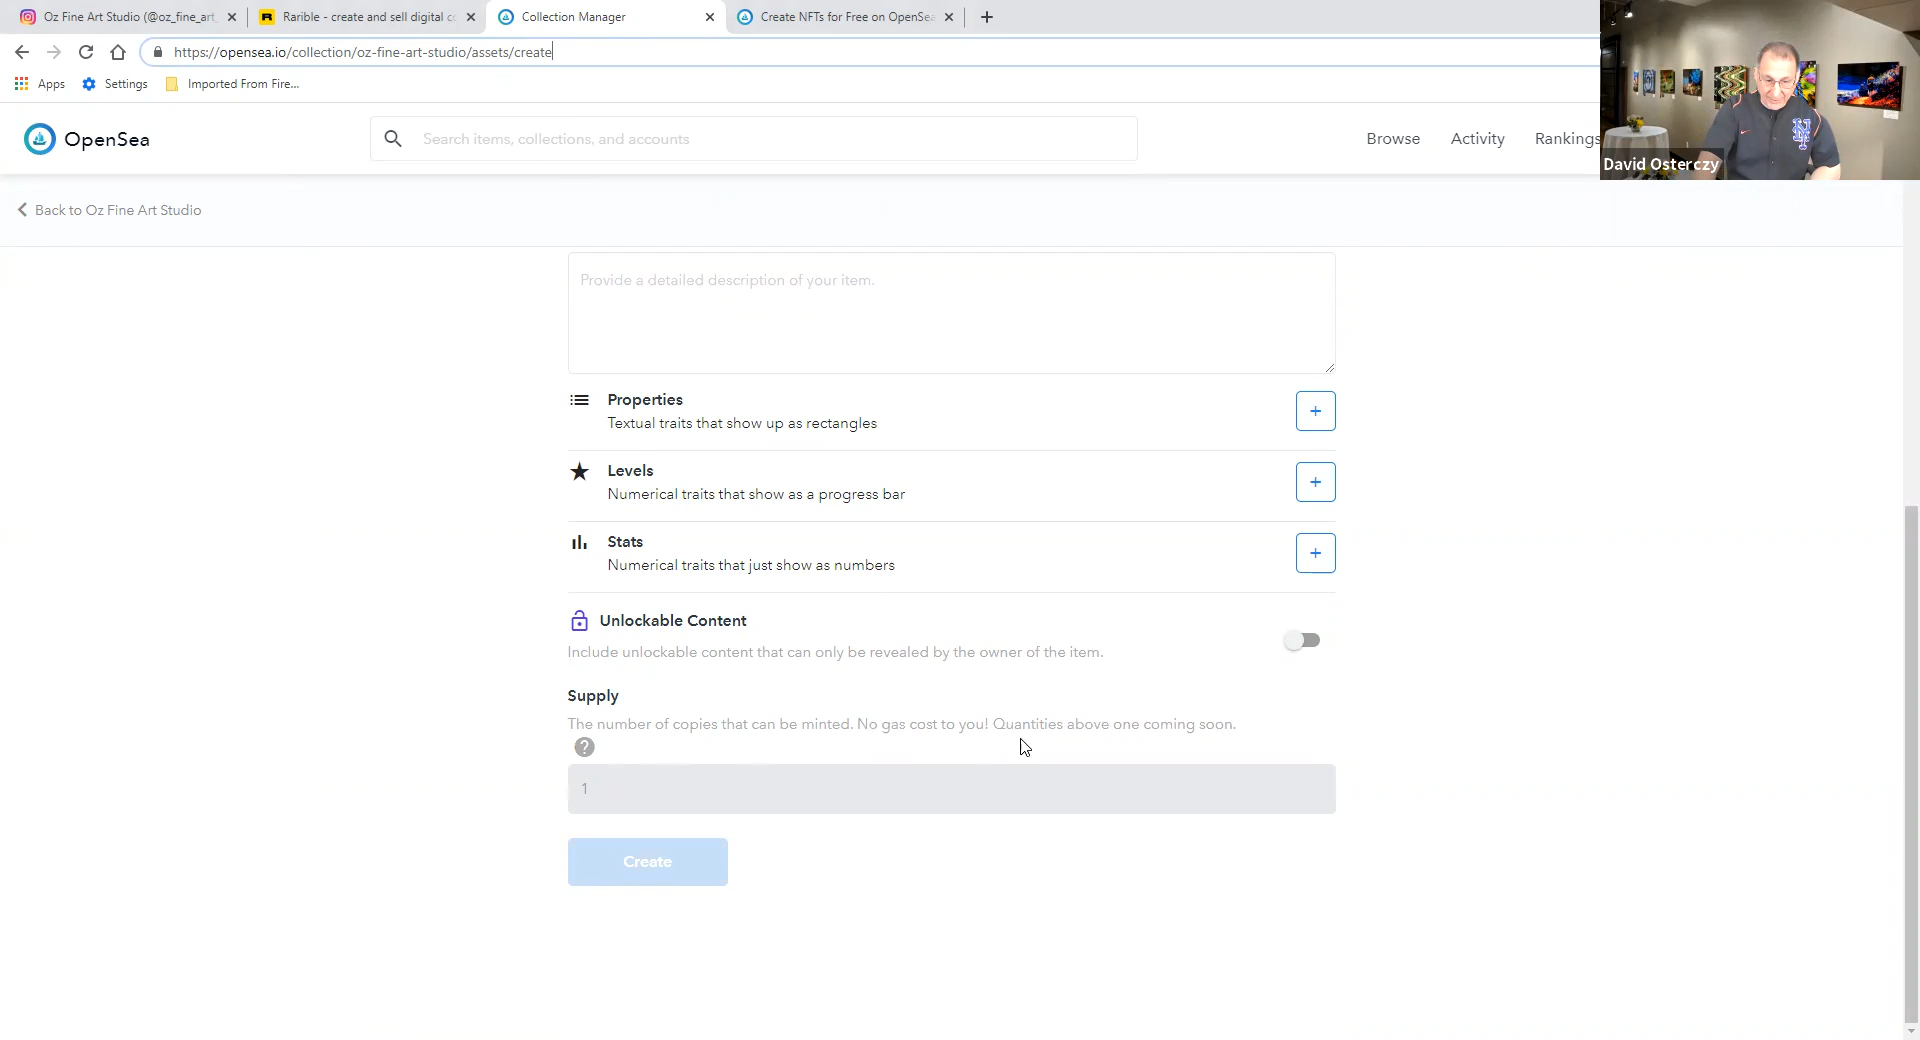 Oz Fine Art Studio (@oz_fine_art_
Rarible - create and sell digital co
Collection Manager
Create NFTs for Free on OpenSea
https://opensea.io/collection/oz-fine-art-studio/assets/create
Apps
Settings
Imported From Fire...
OpenSea
Search items, collections, and accounts
Browse
Activity
Rankings
David Osterczy
Back to Oz Fine Art Studio
Provide a detailed description of your item.
Properties
Textual traits that show up as rectangles
Levels
Numerical traits that show as a progress bar
Stats
Numerical traits that just show as numbers
Unlockable Content
Include unlockable content that can only be revealed by the owner of the item.
Supply
The number of copies that can be minted. No gas cost to you! Quantities above one coming soon.
?
1
Create